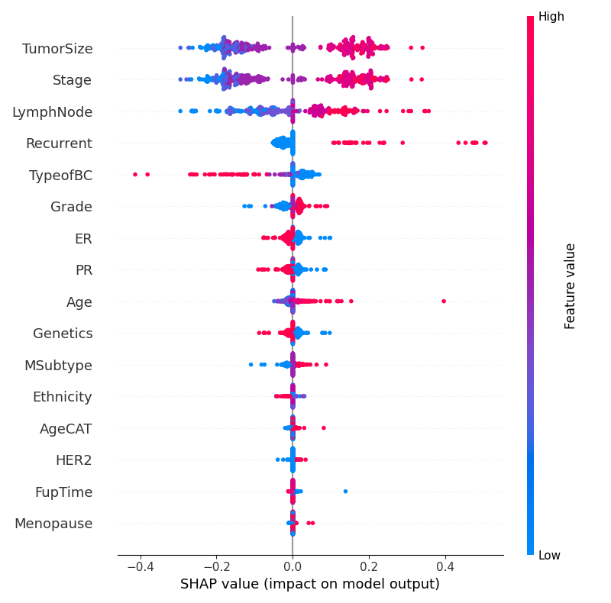 High
TumorSize
Stage
LymphNode
Recurrent
TypeofBC
Grade
ER
PR
Age
Genetics
MSubtype
Ethnicity
AgeCAT
HER2
FupTime
Menopause
Feature value
Low
−0.4 −0.2 0.0 0.2 0.4
SHAP value (impact on model output)